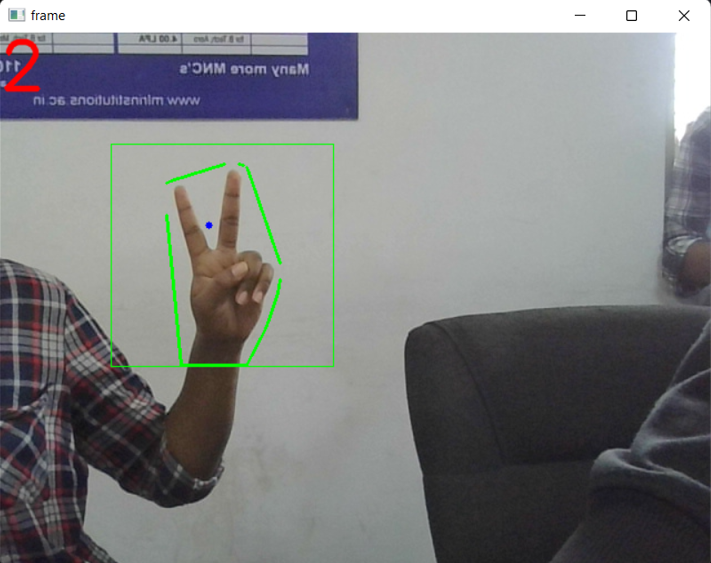 frame
2
4.00 LPA
Many more MNC's
www.mlrinstitutions.ac.in